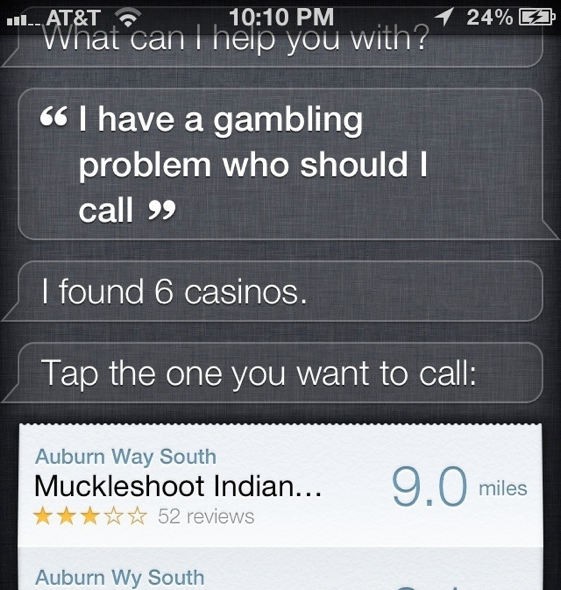 AT&T 10:10 PM 24%
What can I help you with?
“ I have a gambling
problem who should I
call ”
I found 6 casinos.
Tap the one you want to call:
Auburn Way South
Muckleshoot Indian...
9.0 miles
52 reviews
Auburn Wy South